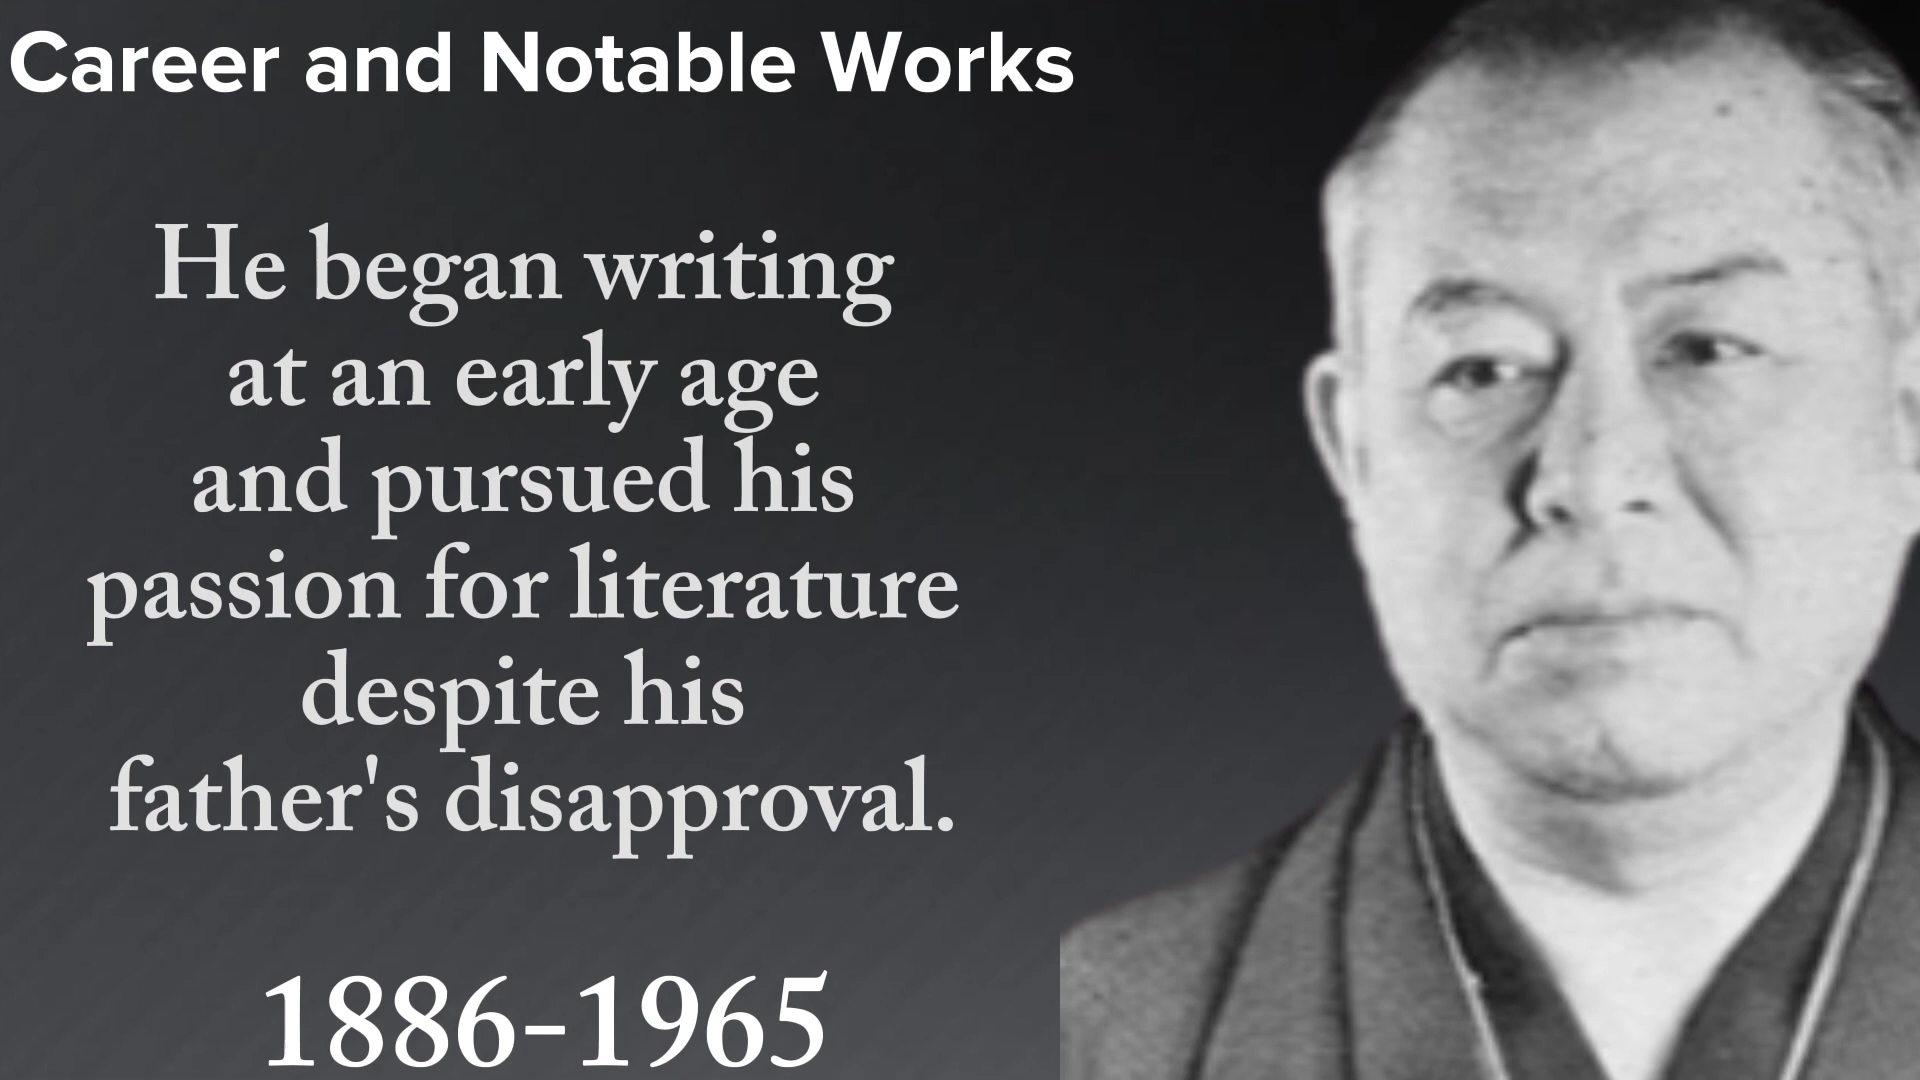 Career and Notable Works
He began writing
at an early age
and pursued his
passion for literature
despite his
father's disapproval.
1886-1965